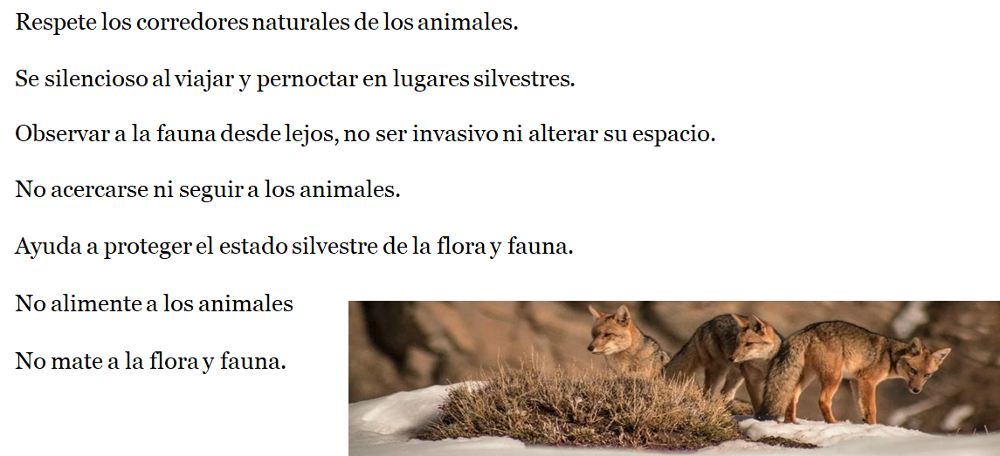 Respete los corredores naturales de los animales.
Se silencioso al viajar y pernoctar en lugares silvestres.
Observar a la fauna desde lejos, no ser invasivo ni alterar su espacio.
No acercarse ni seguir a los animales.
Ayuda a proteger el estado silvestre de la flora y fauna.
No alimente a los animales
No mate a la flora y fauna.